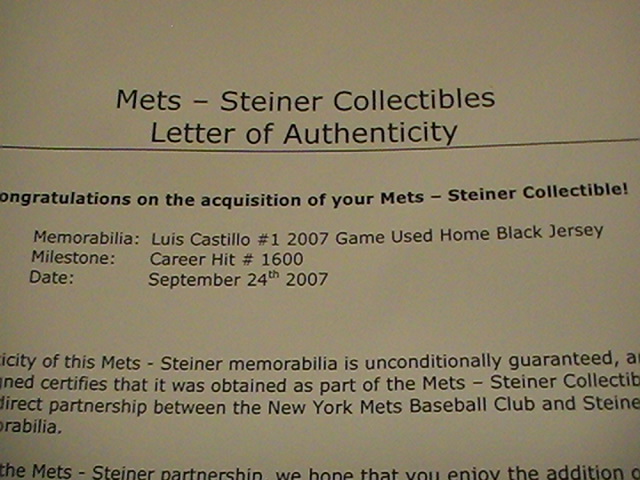 Mets – Steiner Collectibles
Letter of Authenticity
ongratulations on the acquisition of your Mets – Steiner Collectible!
Memorabilia: Luis Castillo #1 2007 Game Used Home Black Jersey
Milestone: Career Hit # 1600
Date: September 24th 2007
icity of this Mets - Steiner memorabilia is unconditionally guaranteed, a
gned certifies that it was obtained as part of the Mets – Steiner Collectib
direct partnership between the New York Mets Baseball Club and Steine
orabilia.
the Mets - Steiner partnership, we hope that you enjoy the addition o